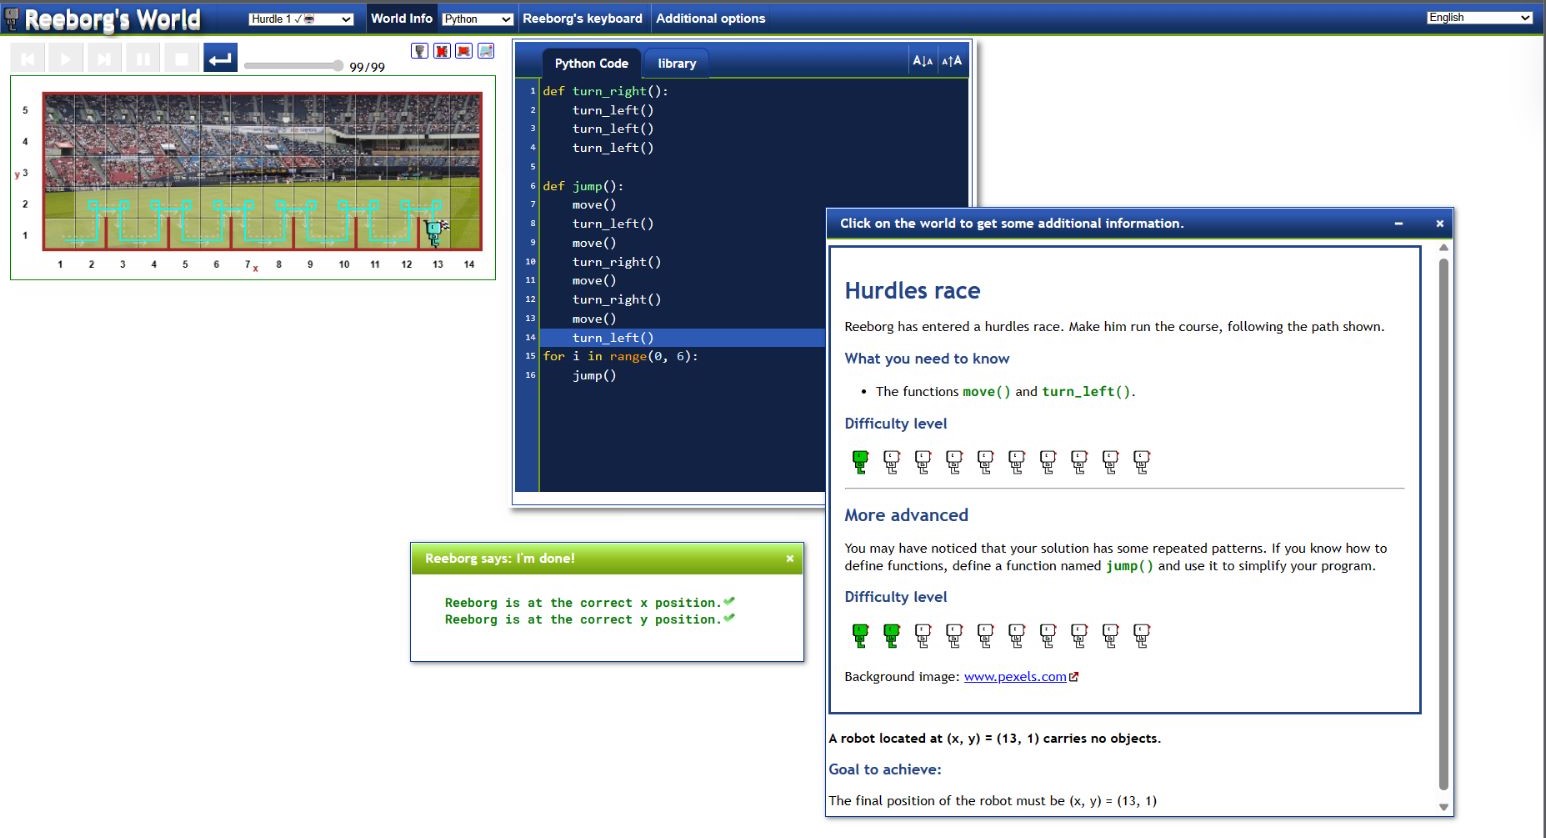 Reeborg's World
Hurdle 1 ✓
World Info
Python
Reeborg's keyboard
Additional options
English
99/99
5
4
y 3
2
1
1 2 3 4 5 6 7 x 8 9 10 11 12 13 14
Python Code
library
A↓A A↑A
1 def turn_right():
2 turn_left()
3 turn_left()
4 turn_left()
5
6 def jump():
7 move()
8 turn_left()
9 move()
10 turn_right()
11 move()
12 turn_right()
13 move()
14 turn_left()
15 for i in range(0, 6):
16 jump()
Reeborg says: I'm done!
×
Reeborg is at the correct x position.
Reeborg is at the correct y position.
Click on the world to get some additional information.
− ×
Hurdles race
Reeborg has entered a hurdles race. Make him run the course, following the path shown.
What you need to know
• The functions move() and turn_left().
Difficulty level
More advanced
You may have noticed that your solution has some repeated patterns. If you know how to
define functions, define a function named jump() and use it to simplify your program.
Difficulty level
Background image: www.pexels.com
A robot located at (x, y) = (13, 1) carries no objects.
Goal to achieve:
The final position of the robot must be (x, y) = (13, 1)